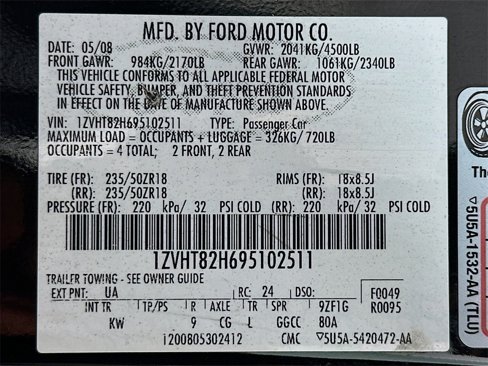 MFD. BY FORD MOTOR CO.
DATE: 05/08 GVWR: 2041KG/4500LB
FRONT GAWR: 984KG/2170LB REAR GAWR: 1061KG/2340LB
THIS VEHICLE CONFORMS TO ALL APPLICABLE FEDERAL MOTOR
VEHICLE SAFETY, BUMPER, AND THEFT PREVENTION STANDARDS
IN EFFECT ON THE DATE OF MANUFACTURE SHOWN ABOVE.
VIN: 1ZVHT82H695102511 TYPE: Passenger Car
MAXIMUM LOAD = OCCUPANTS + LUGGAGE = 326KG/720LB
OCCUPANTS = 4 TOTAL; 2 FRONT, 2 REAR
TIRE (FR): 235/50ZR18 RIMS (FR): 18x8.5J
(RR): 235/50ZR18 (RR): 18x8.5J
PRESSURE (FR): 220 kPa/ 32 PSI COLD (RR): 220 kPa/ 32 PSI COLD
1ZVHT82H695102511
TRAILER TOWING - SEE OWNER GUIDE
EXT PNT: UA RC: 24 DSO: F0049
INT TR TP/PS R AXLE TR SPR 9ZF1G R0095
KW 9 CG L GGCC 80A
i200805302412 CMC ▽5U5A-5420472-AA
Th
▽5U5A-1532-AA (TLU)